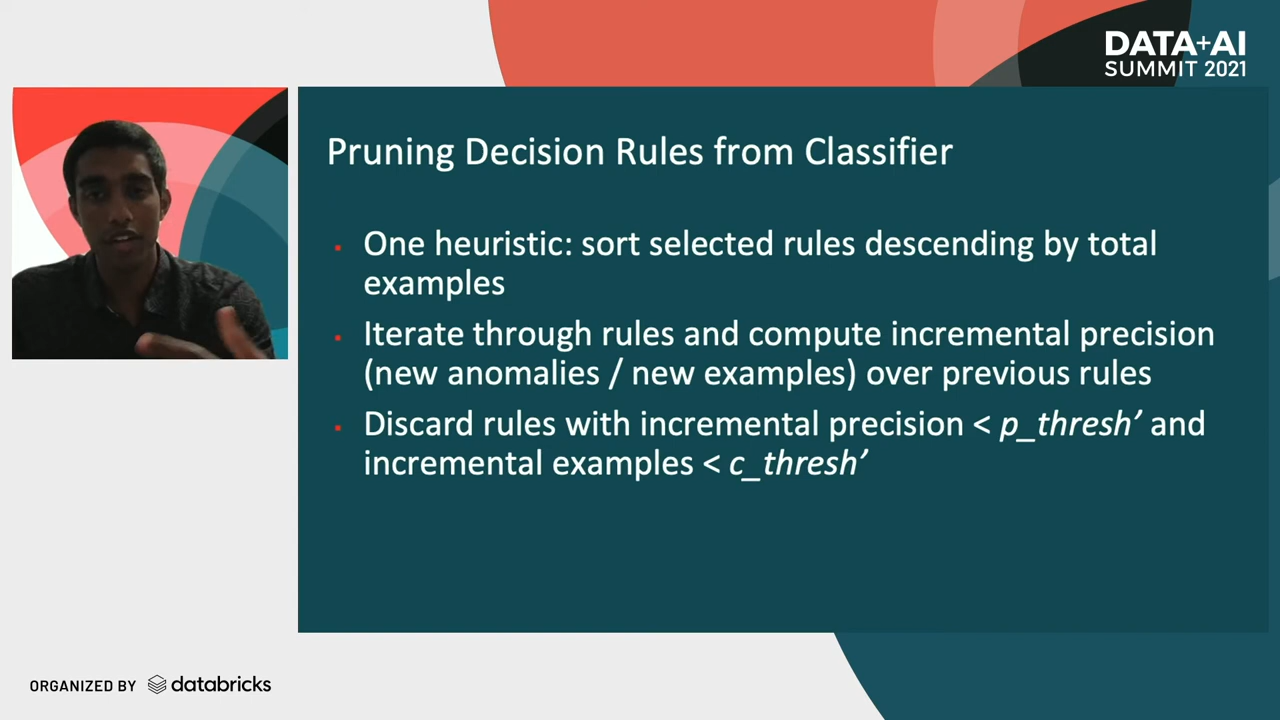 DATA+AI
SUMMIT 2021
Pruning Decision Rules from Classifier
▪ One heuristic: sort selected rules descending by total
examples
▪ Iterate through rules and compute incremental precision
(new anomalies / new examples) over previous rules
▪ Discard rules with incremental precision < p_thresh’ and
incremental examples < c_thresh’
ORGANIZED BY databricks